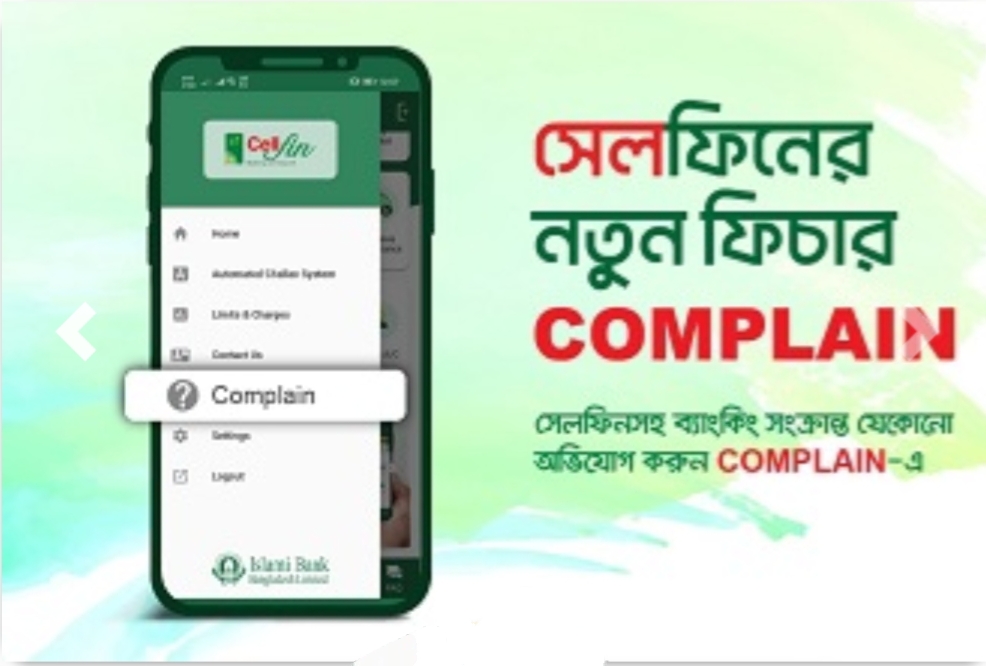 Cellfin
Home
Automated Challan System
Limits & Charges
Contact Us
Complain
Settings
Logout
Islami Bank
Bangladesh Limited
সেলফিনের
নতুন ফিচার
COMPLAIN
সেলফিনসহ ব্যাংকিং সংক্রান্ত যেকোনো
অভিযোগ করুন COMPLAIN-এ